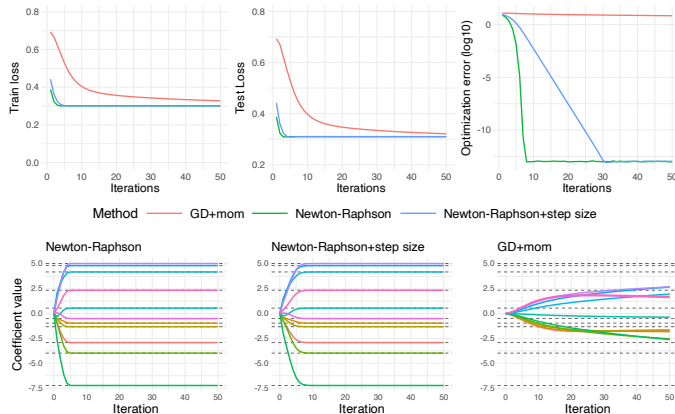 Train loss
0.8
0.6
0.4
0.2
0.0
0 10 20 30 40 50
Iterations
Test Loss
0.8
0.6
0.4
0.2
0 10 20 30 40 50
Iterations
Optimization error (log10)
0
-5
-10
0 10 20 30 40 50
Iterations
Method GD+mom Newton-Raphson Newton-Raphson+step size
Newton-Raphson
Coefficient value
5.0
2.5
0.0
-2.5
-5.0
-7.5
0 10 20 30 40 50
Iteration
Newton-Raphson+step size
5.0
2.5
0.0
-2.5
-5.0
-7.5
0 10 20 30 40 50
Iteration
GD+mom
5.0
2.5
0.0
-2.5
-5.0
-7.5
0 10 20 30 40 50
Iteration